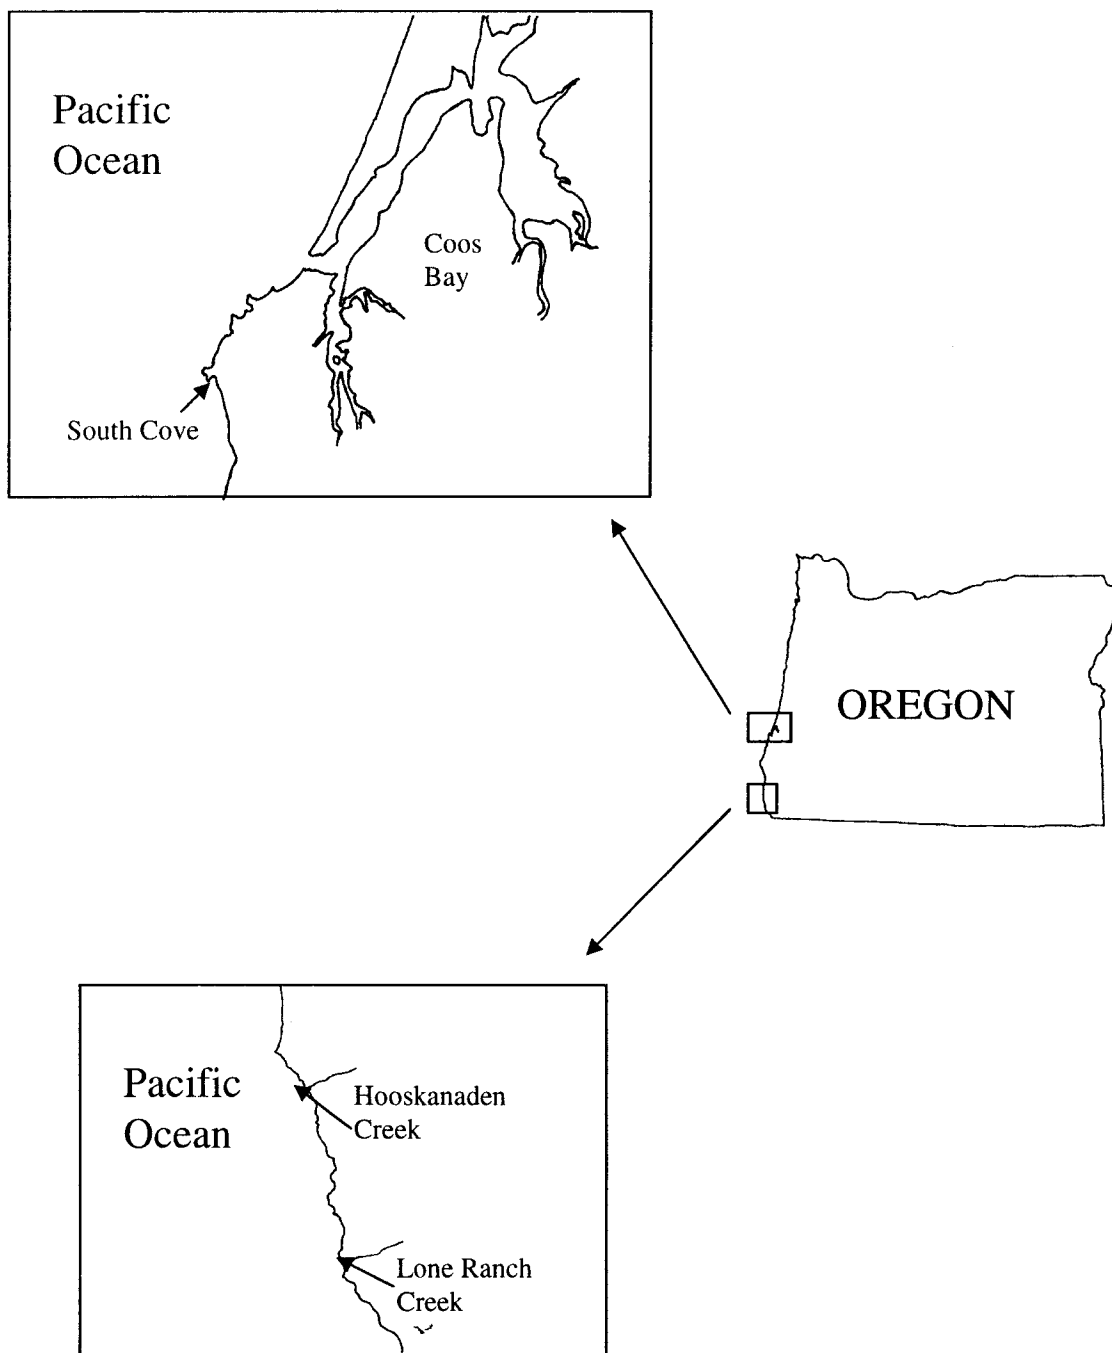 Pacific
Ocean
Coos
Bay
South Cove
OREGON
Pacific
Ocean
Hooskanaden
Creek
Lone Ranch
Creek